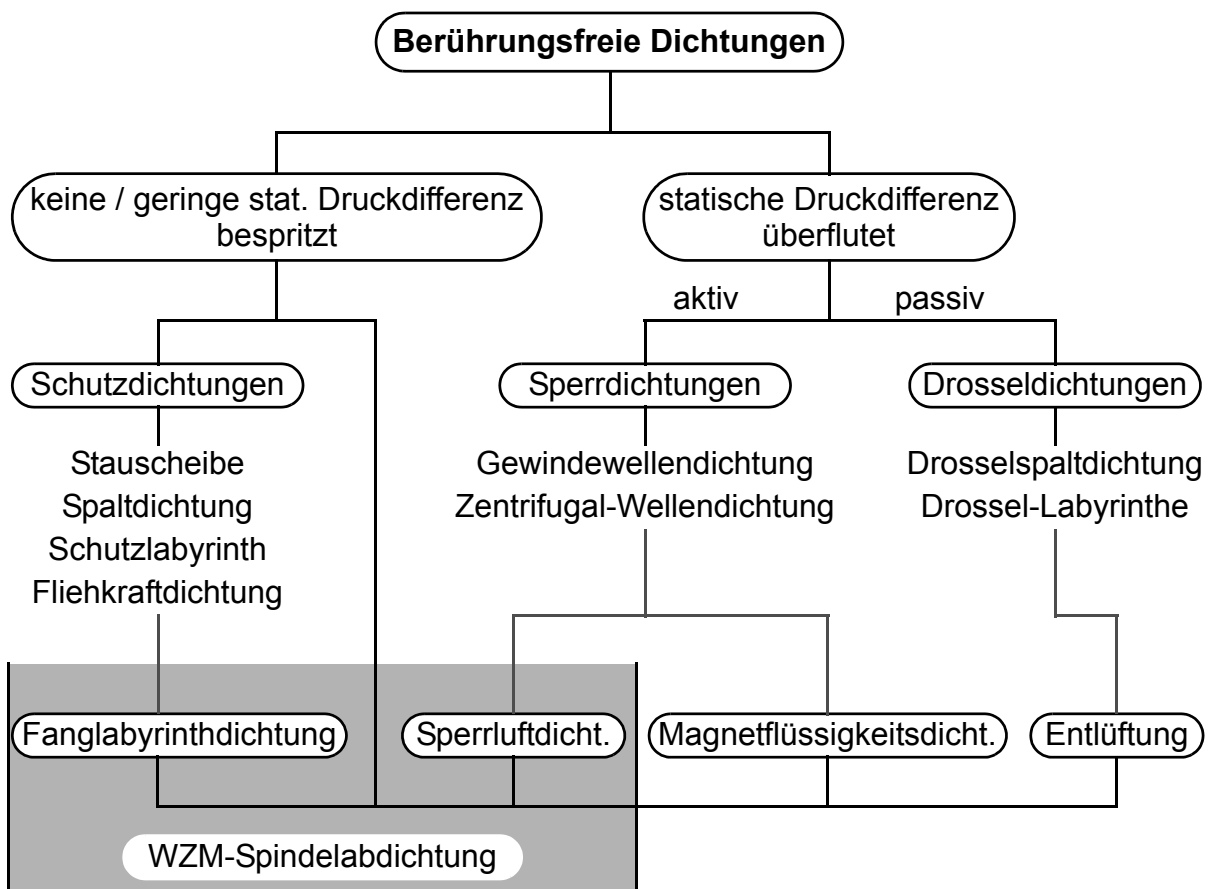 Berührungsfreie Dichtungen
keine / geringe stat. Druckdifferenz
bespritzt
statische Druckdifferenz
überflutet
aktiv
passiv
Schutzdichtungen
Sperrdichtungen
Drosseldichtungen
Stauscheibe
Spaltdichtung
Schutzlabyrinth
Fliehkraftdichtung
Gewindewellendichtung
Zentrifugal-Wellendichtung
Drosselspaltdichtung
Drossel-Labyrinthe
Fanglabyrinthdichtung
Sperrluftdicht.
Magnetflüssigkeitsdicht.
Entlüftung
WZM-Spindelabdichtung